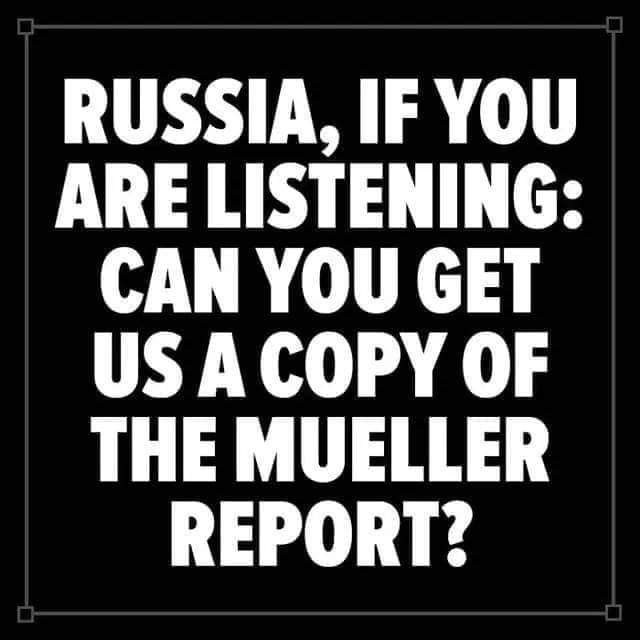 RUSSIA, IF YOU
ARE LISTENING:
CAN YOU GET
US A COPY OF
THE MUELLER
REPORT?